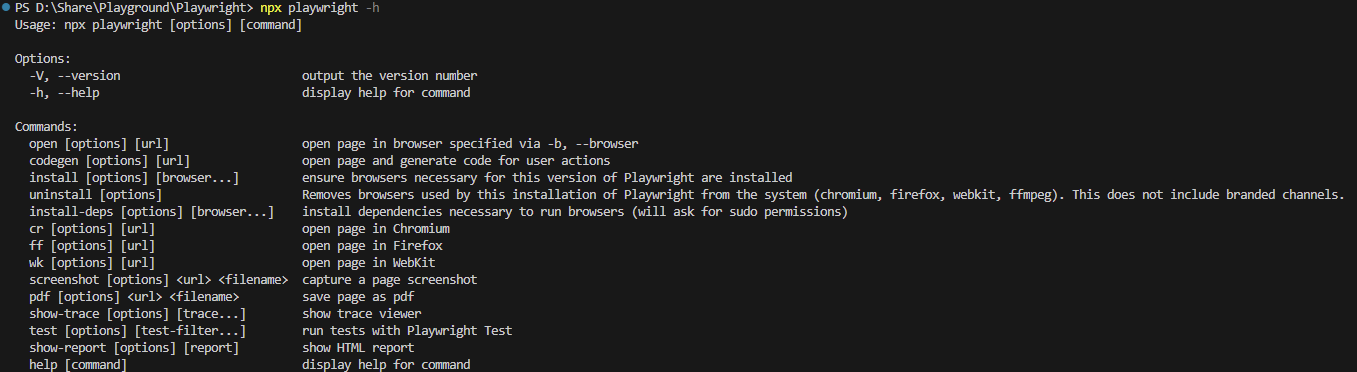 PS D:\Share\Playground\Playwright> npx playwright -h
Usage: npx playwright [options] [command]

Options:
  -V, --version                          output the version number
  -h, --help                             display help for command

Commands:
  open [options] [url]                   open page in browser specified via -b, --browser
  codegen [options] [url]                open page and generate code for user actions
  install [options] [browser...]         ensure browsers necessary for this version of Playwright are installed
  uninstall [options]                    Removes browsers used by this installation of Playwright from the system (chromium, firefox, webkit, ffmpeg). This does not include branded channels.
  install-deps [options] [browser...]    install dependencies necessary to run browsers (will ask for sudo permissions)
  cr [options] [url]                     open page in Chromium
  ff [options] [url]                     open page in Firefox
  wk [options] [url]                     open page in WebKit
  screenshot [options] <url> <filename>  capture a page screenshot
  pdf [options] <url> <filename>         save page as pdf
  show-trace [options] [trace...]        show trace viewer
  test [options] [test-filter...]        run tests with Playwright Test
  show-report [options] [report]         show HTML report
  help [command]                         display help for command